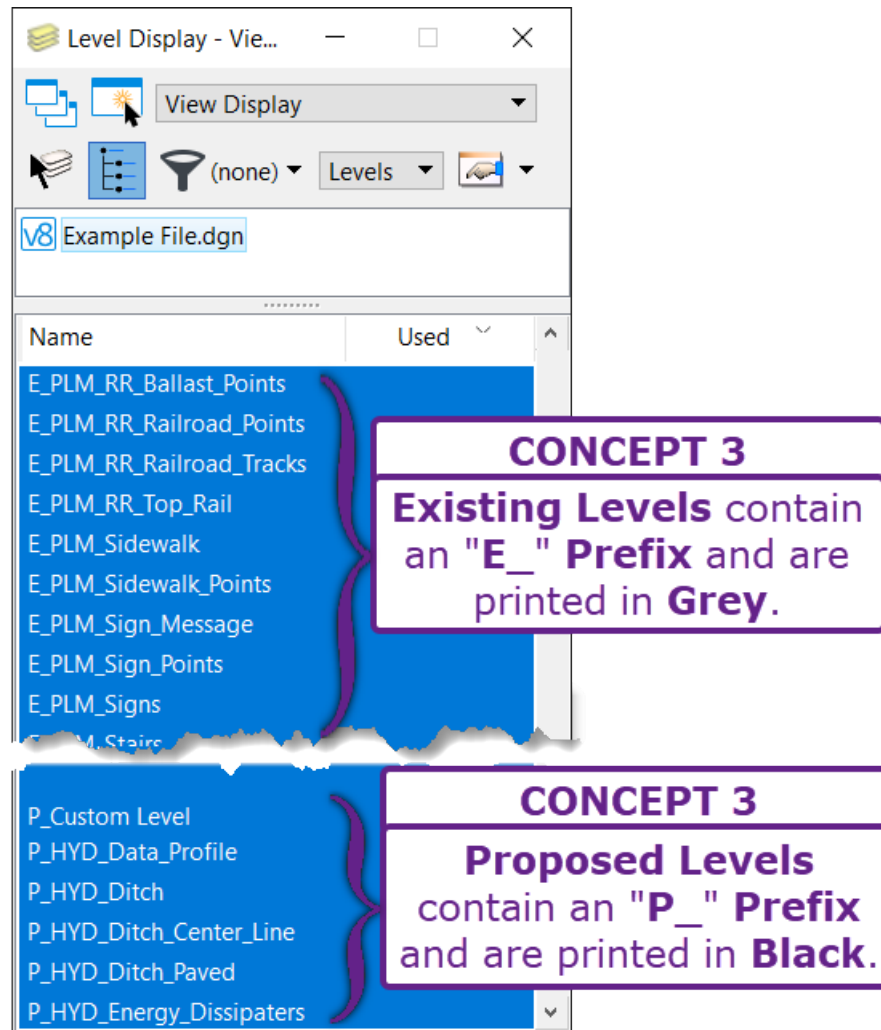 Level Display - Vie...
View Display
(none) Levels
V8 Example File.dgn
Name Used
E_PLM_RR_Ballast_Points
E_PLM_RR_Railroad_Points
E_PLM_RR_Railroad_Tracks
E_PLM_RR_Top_Rail
E_PLM_Sidewalk
E_PLM_Sidewalk_Points
E_PLM_Sign_Message
E_PLM_Sign_Points
E_PLM_Signs
E_PLM_Stairs
CONCEPT 3
Existing Levels contain
an "E_" Prefix and are
printed in Grey.
P_Custom Level
P_HYD_Data_Profile
P_HYD_Ditch
P_HYD_Ditch_Center_Line
P_HYD_Ditch_Paved
P_HYD_Energy_Dissipaters
CONCEPT 3
Proposed Levels
contain an "P_" Prefix
and are printed in Black.